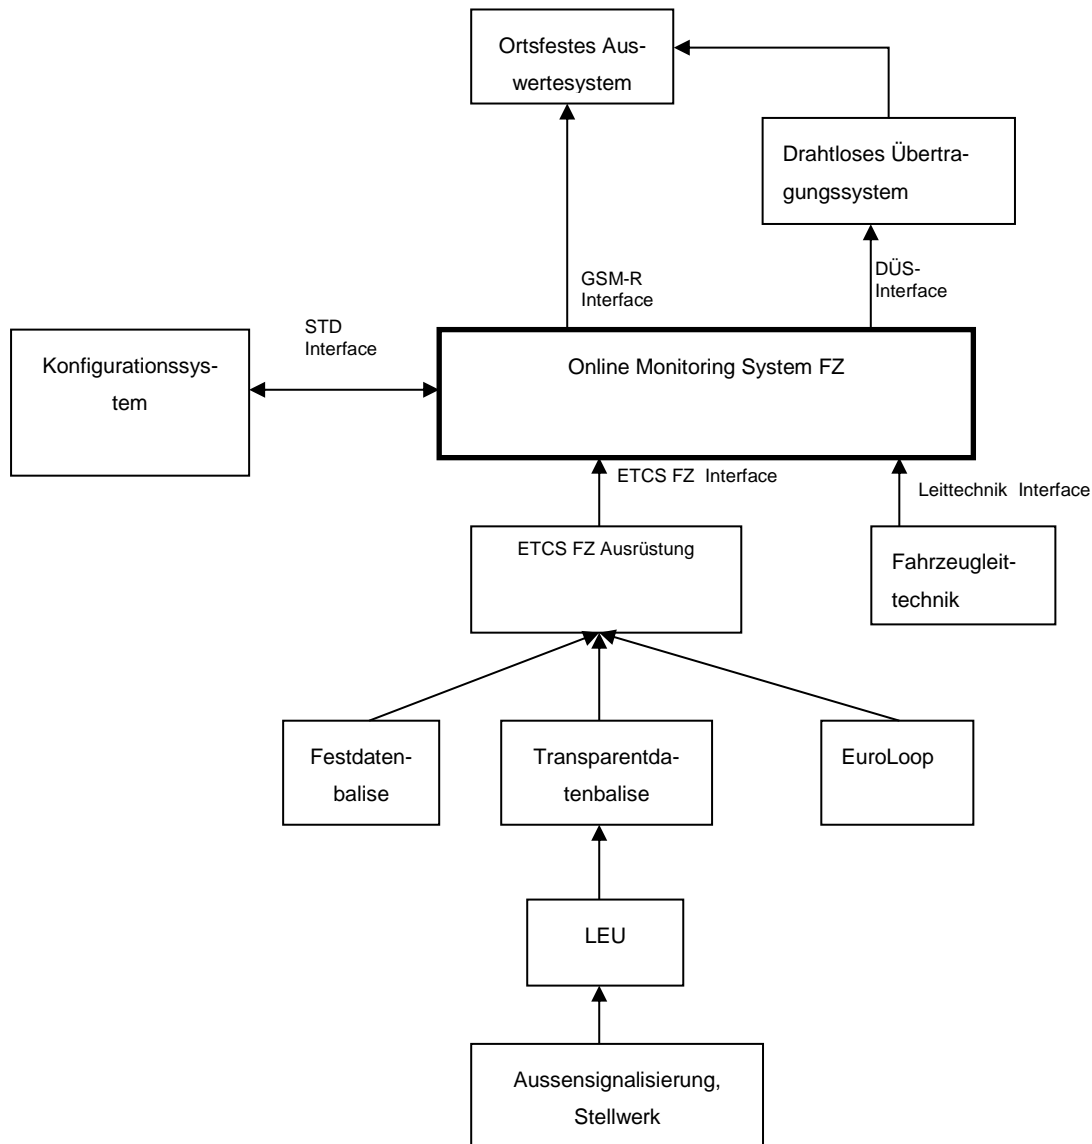 Ortsfestes Aus-
wertesystem
Drahtloses Übertra-
gungssystem
GSM-R
Interface
DÜS-
Interface
STD
Interface
Konfigurationssys-
tem
Online Monitoring System FZ
ETCS FZ  Interface
Leittechnik  Interface
ETCS FZ Ausrüstung
Fahrzeugleit-
technik
Festdaten-
balise
Transparentda-
tenbalise
EuroLoop
LEU
Aussensignalisierung,
Stellwerk